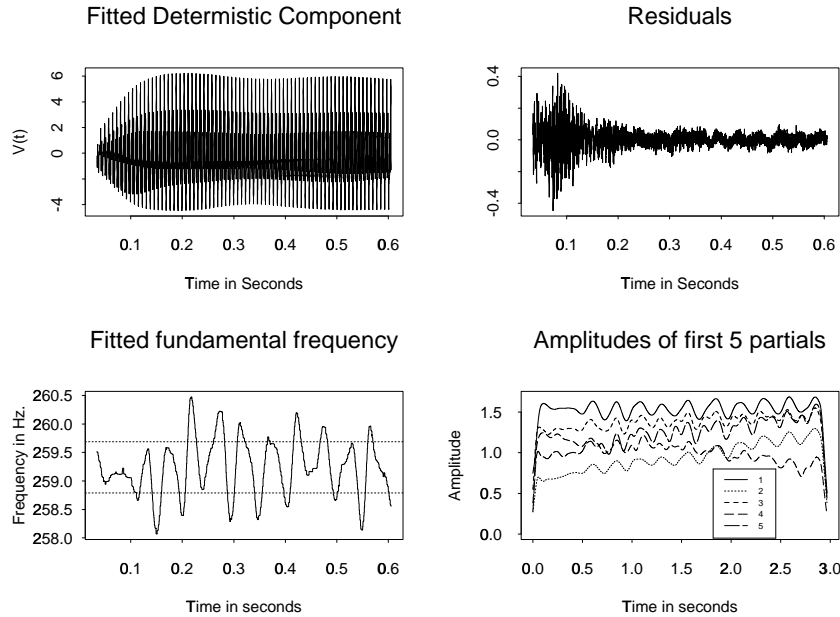 Fitted Determistic Component
V(t)
6
4
2
0
-4
0.1 0.2 0.3 0.4 0.5 0.6
Time in Seconds
Residuals
0.4
0.0
-0.4
0.1 0.2 0.3 0.4 0.5 0.6
Time in Seconds
Fitted fundamental frequency
Frequency in Hz.
260.5
260.0
259.5
259.0
258.5
258.0
0.1 0.2 0.3 0.4 0.5 0.6
Time in seconds
Amplitudes of first 5 partials
Amplitude
1.5
1.0
0.5
0.0
1
2
3
4
5
0.0 0.5 1.0 1.5 2.0 2.5 3.0
Time in seconds